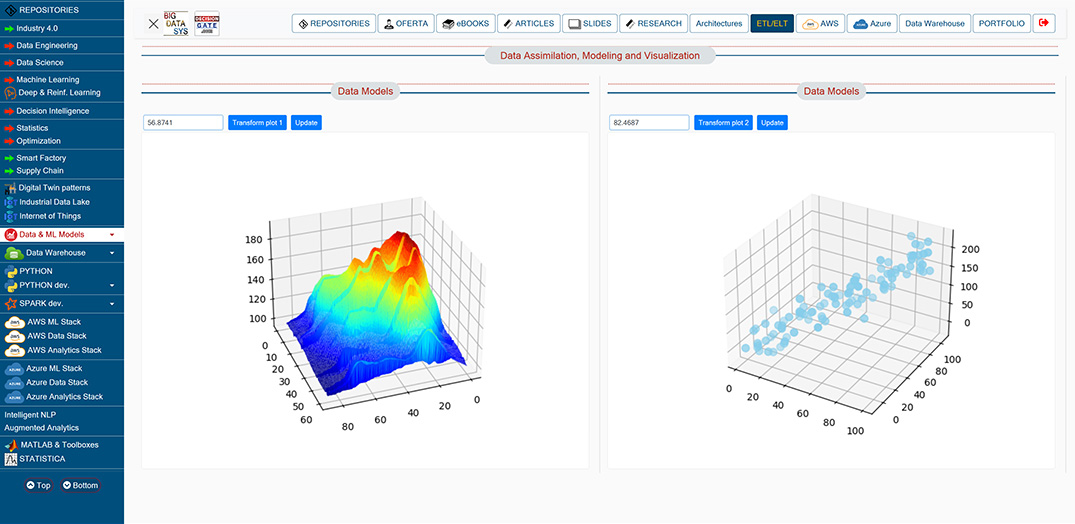 REPOSITORIES
Industry 4.0
Data Engineering
Data Science
Machine Learning
Deep & Reinf. Learning
Decision Intelligence
Statistics
Optimization
Smart Factory
Supply Chain
Digital Twin patterns
Industrial Data Lake
Internet of Things
Data & ML Models
Data Warehouse
PYTHON
PYTHON dev.
SPARK dev.
AWS ML Stack
AWS Data Stack
AWS Analytics Stack
AZURE Azure ML Stack
AZURE Azure Data Stack
AZURE Azure Analytics Stack
Intelligent NLP
Augmented Analytics
MATLAB & Toolboxes
STATISTICA
Top Bottom
BIG
DATA
SYS
DECISION
GATE
REPOSITORIES OFERTA eBOOKS ARTICLES SLIDES RESEARCH Architectures ETL/ELT AWS Azure Data Warehouse PORTFOLIO
Data Assimilation, Modeling and Visualization
Data Models
56.8741 Transform plot 1 Update
180
160
140
120
100
0
10
20
30
40
50
60
80
60
40
20
0
Data Models
82.4687 Transform plot 2 Update
200
150
100
50
0
0
20
40
60
80
100
0
20
40
60
80
100